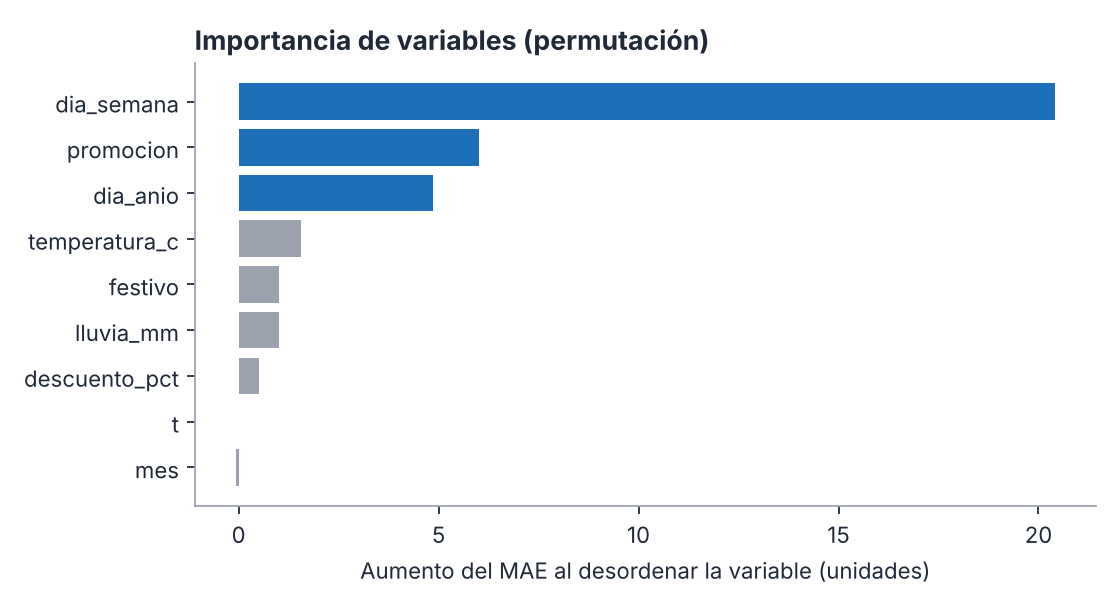 Importancia de variables (permutación)
dia_semana
promocion
dia_anio
temperatura_c
festivo
lluvia_mm
descuento_pct
t
mes
0 5 10 15 20
Aumento del MAE al desordenar la variable (unidades)